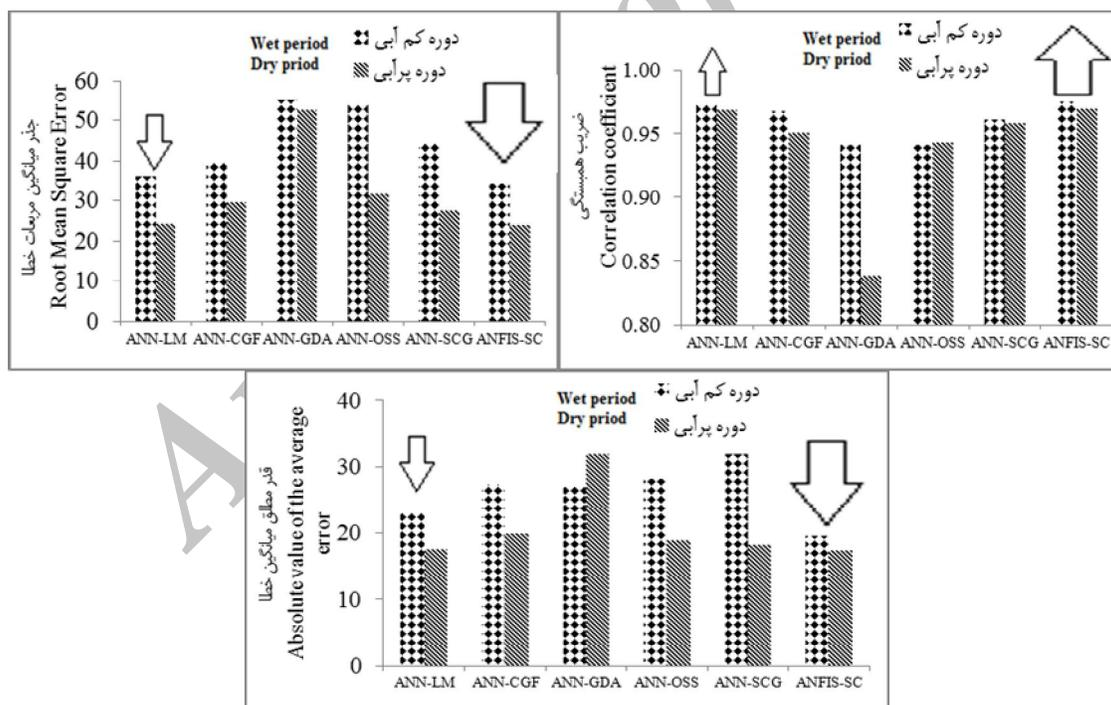 Wet period
Dry priod
دوره کم آبی
دوره پرآبی
60
50
40
30
20
10
0
جذر میانگین مربعات خطا
Root Mean Square Error
ANN-LM ANN-CGF ANN-GDA ANN-OSS ANN-SCG ANFIS-SC
Wet period
Dry priod
دوره کم آبی
دوره پرآبی
1.00
0.95
0.90
0.85
0.80
ضریب همبستگی
Correlation coefficient
ANN-LM ANN-CGF ANN-GDA ANN-OSS ANN-SCG ANFIS-SC
Wet period
Dry priod
دوره کم آبی
دوره پرآبی
40
30
20
10
0
قدر مطلق میانگین خطا
Absolute value of the average
error
ANN-LM ANN-CGF ANN-GDA ANN-OSS ANN-SCG ANFIS-SC